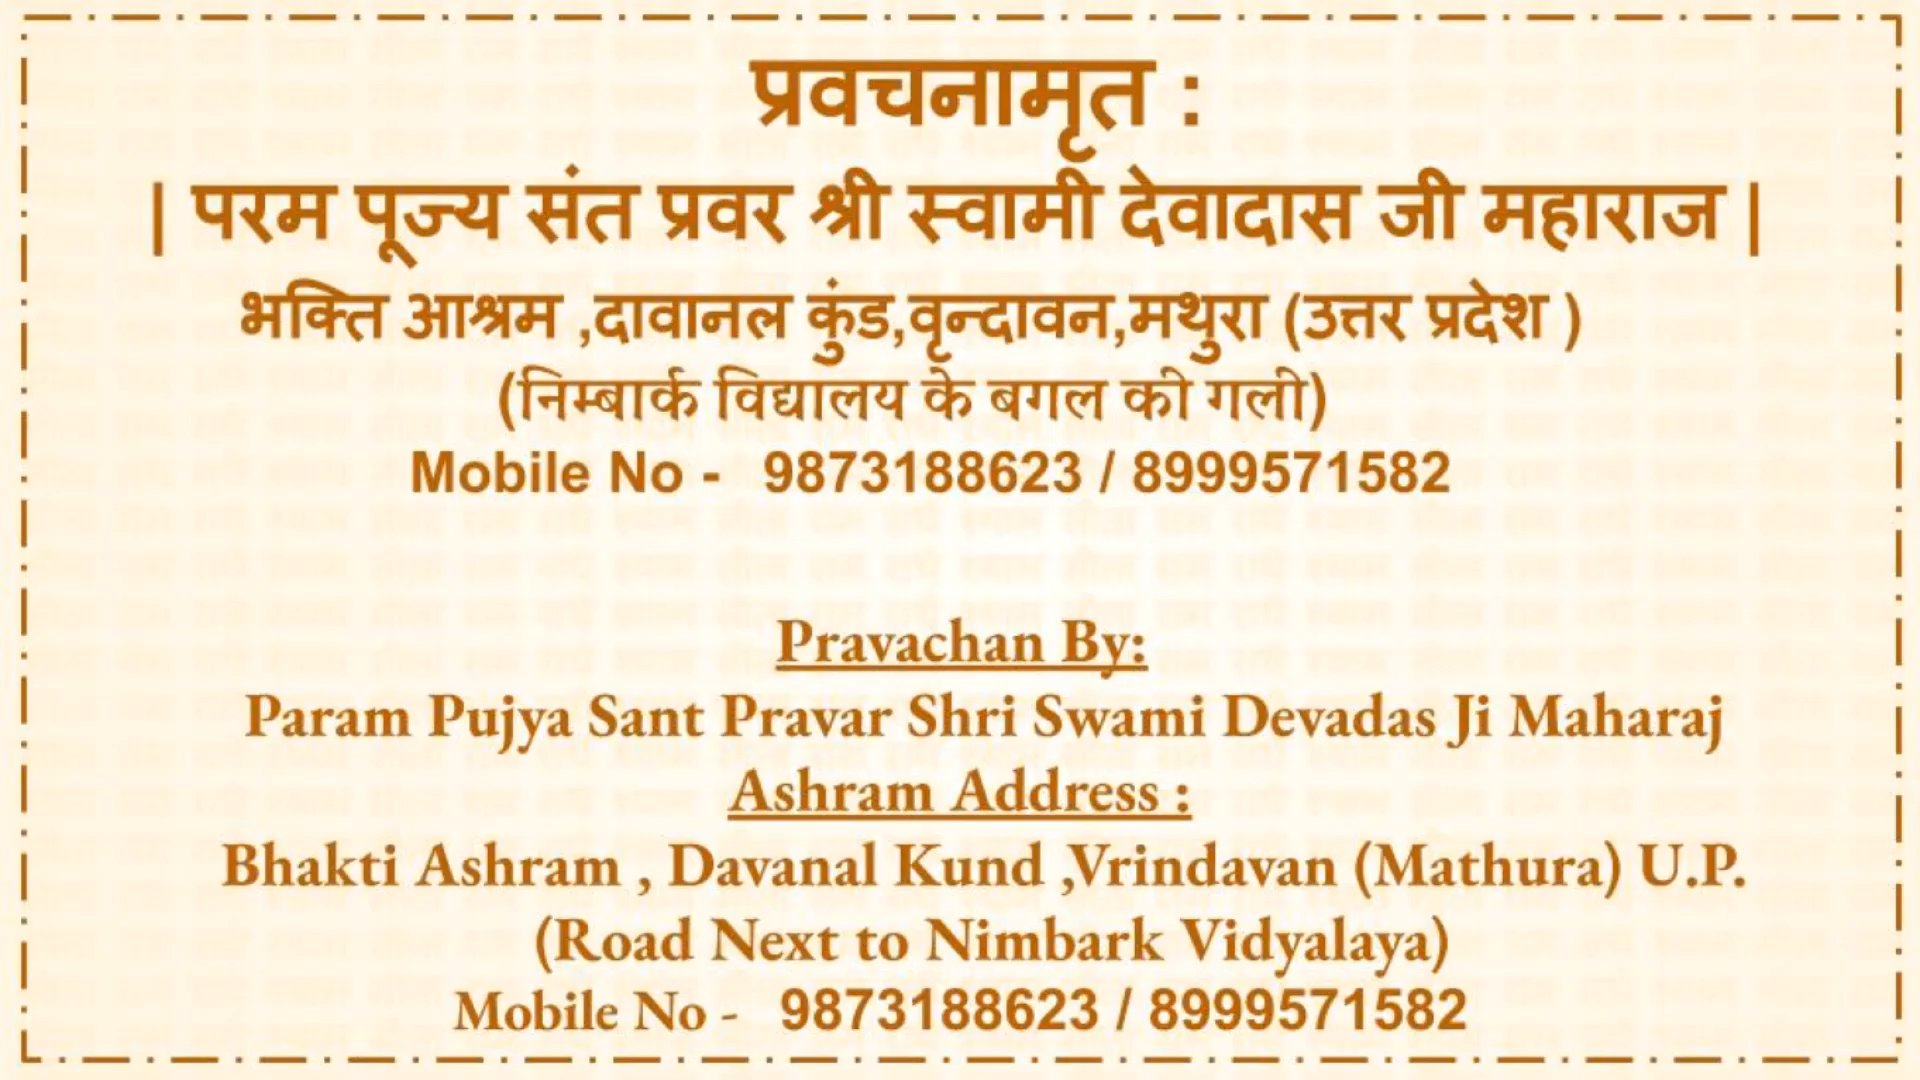 प्रवचनामृत :
| परम पूज्य संत प्रवर श्री स्वामी देवादास जी महाराज |
भक्ति आश्रम ,दावानल कुंड,वृन्दावन,मथुरा (उत्तर प्रदेश )
(निम्बार्क विद्यालय के बगल की गली)
Mobile No - 9873188623 / 8999571582
Pravachan By:
Param Pujya Sant Pravar Shri Swami Devadas Ji Maharaj
Ashram Address :
Bhakti Ashram , Davanal Kund ,Vrindavan (Mathura) U.P.
(Road Next to Nimbark Vidyalaya)
Mobile No - 9873188623 / 8999571582